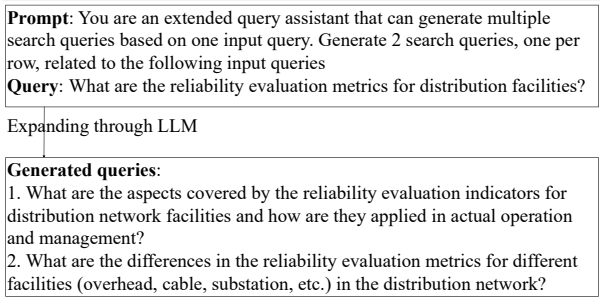 Prompt: You are an extended query assistant that can generate multiple
search queries based on one input query. Generate 2 search queries, one per
row, related to the following input queries
Query: What are the reliability evaluation metrics for distribution facilities?
Expanding through LLM
Generated queries:
1. What are the aspects covered by the reliability evaluation indicators for
distribution network facilities and how are they applied in actual operation
and management?
2. What are the differences in the reliability evaluation metrics for different
facilities (overhead, cable, substation, etc.) in the distribution network?